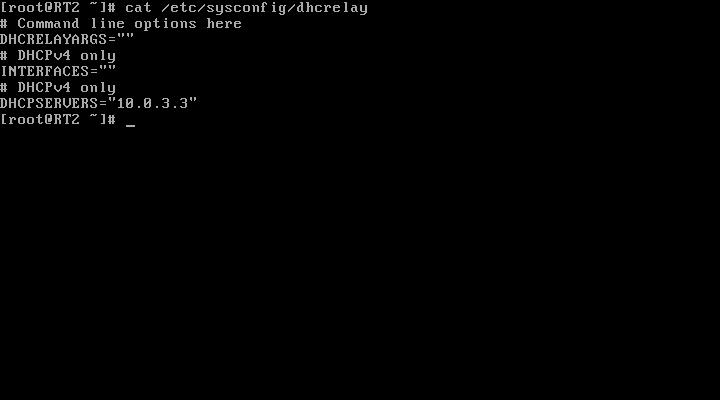 [root@RT2 ~]# cat /etc/sysconfig/dhcrelay
# Command line options here
DHCRELAYARGS=""
# DHCPv4 only
INTERFACES=""
# DHCPv4 only
DHCPSERVERS="10.0.3.3"
[root@RT2 ~]# _